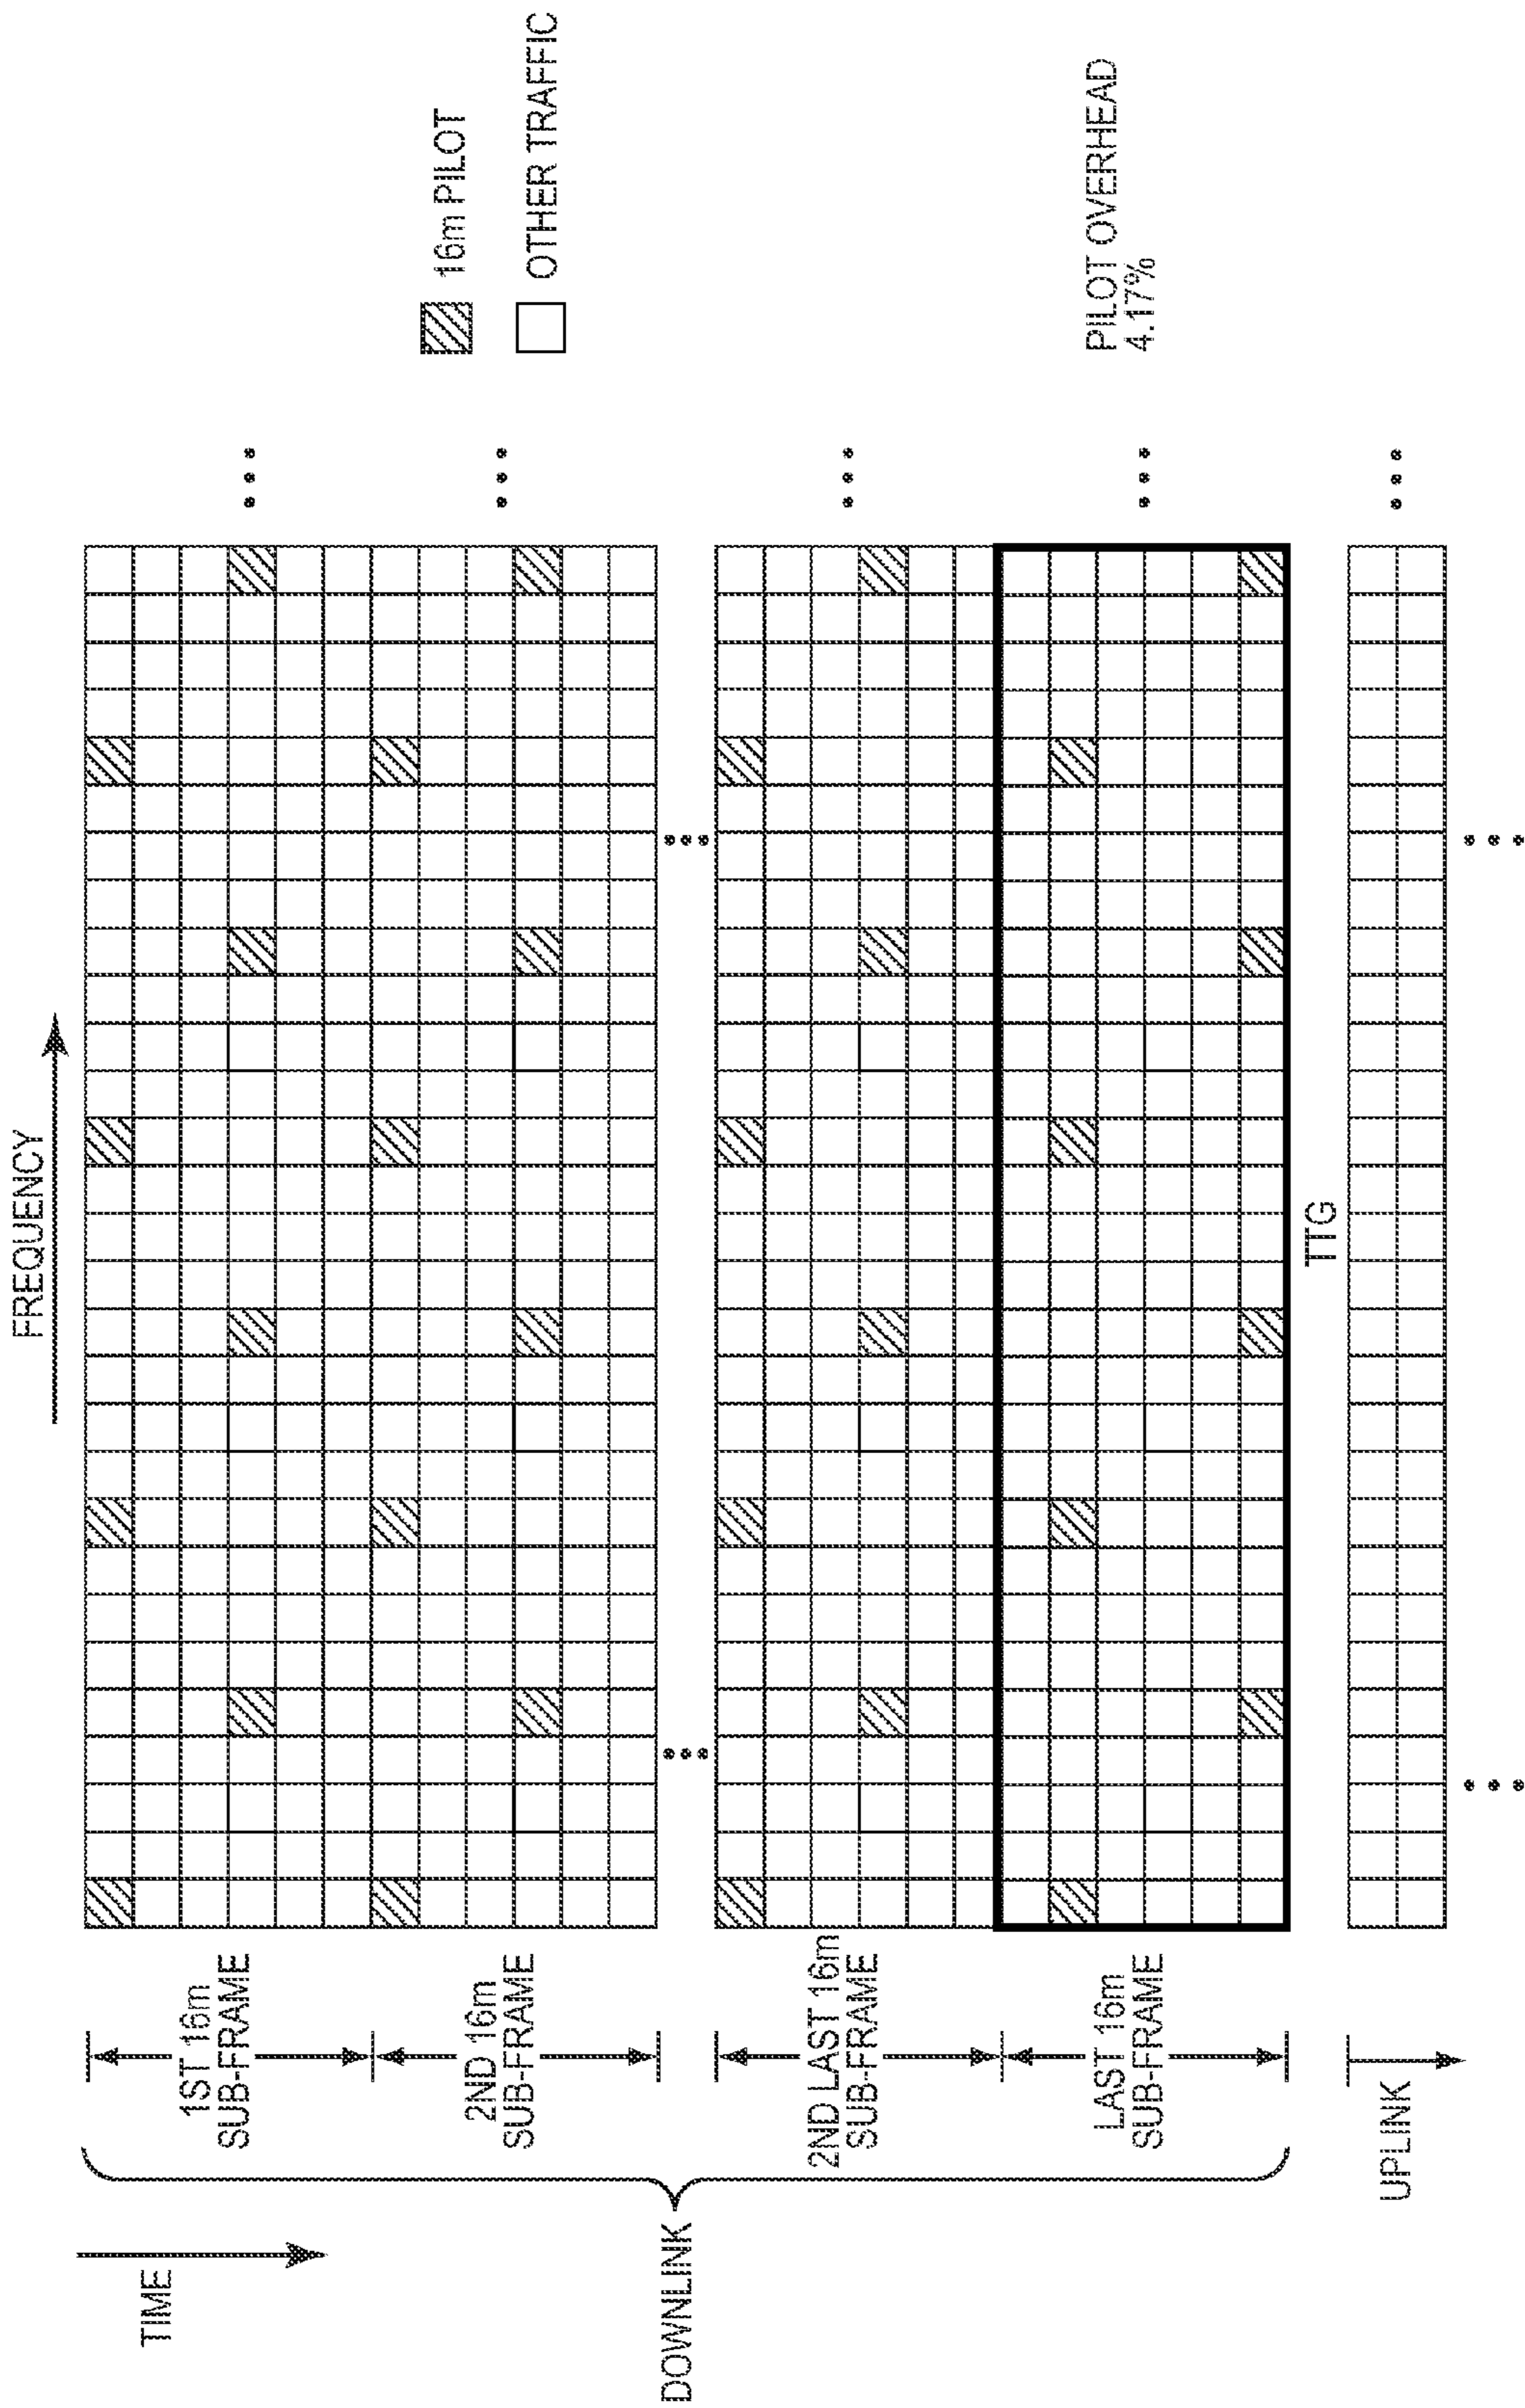 FREQUENCY
TIME
DOWNLINK
1ST 16m
SUB-FRAME
2ND 16m
SUB-FRAME
2ND LAST 16m
SUB-FRAME
LAST 16m
SUB-FRAME
TTG
UPLINK
16m PILOT
OTHER TRAFFIC
PILOT OVERHEAD
4.17%